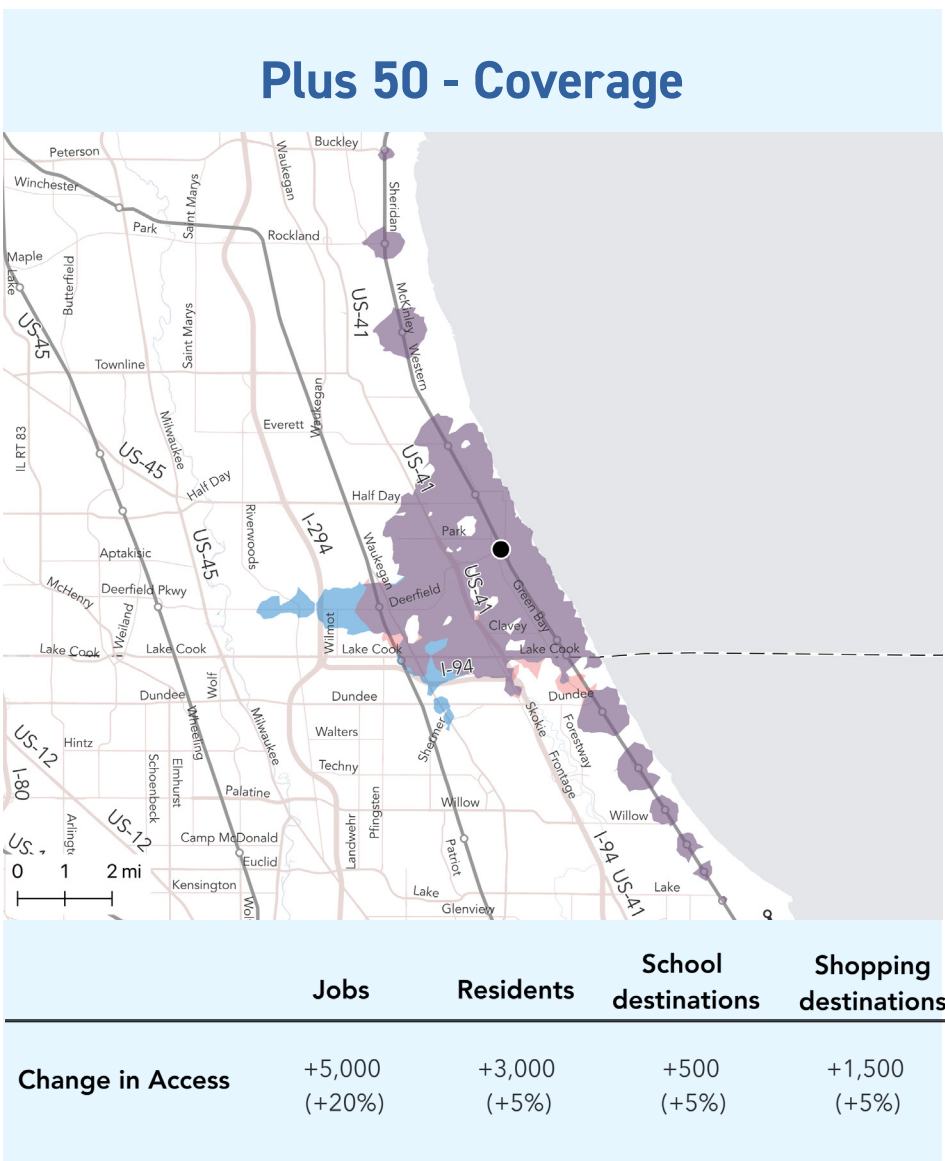 Plus 50 - Coverage
Buckley
Peterson
Waukegan
Winchester
Saint Marys
Sheridan
Park
Rockland
Maple
Lake
Butterfield
US-45
US-41
McKinley
Saint Marys
Western
Townline
Waukegan
Everett
Milwaukee
IL RT 83
US-45
US-41
Half Day
Half Day
Riverwoods
I-294
Park
US-45
Waukegan
Aptakisic
US-41
McHenry
Deerfield Pkwy
Deerfield
Green Bay
Weiland
Wilmot
Clavey
Lake Cook
Lake Cook
Lake Cook
Lake Cook
I-94
Wolf
Dundee
Dundee
Dundee
Wheeling
Milwaukee
Skokie
Forestway
US-12
Hintz
Walters
Shermer
Techny
Frontage
I-80
Schoenbeck
Elmhurst
Palatine
Landwehr
Pfingsten
Willow
Willow
US-12
Arlingt
Camp McDonald
Patriot
I-94 US-41
Euclid
0 1 2 mi
Kensington
Lake
Lake
Wol
Glenview
Jobs
Residents
School
destinations
Shopping
destinations
Change in Access
+5,000
(+20%)
+3,000
(+5%)
+500
(+5%)
+1,500
(+5%)